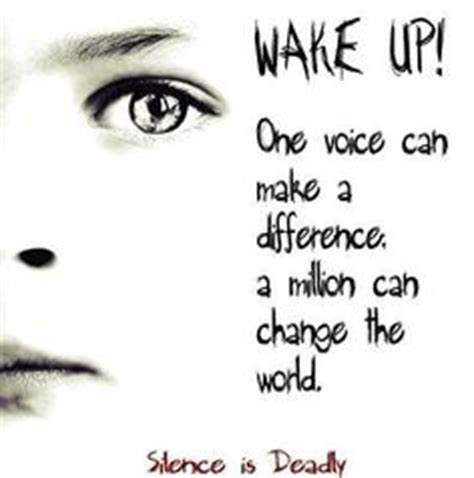 WAKE UP!
One voice can
make a
difference,
a million can
change the
world.
Silence is Deadly